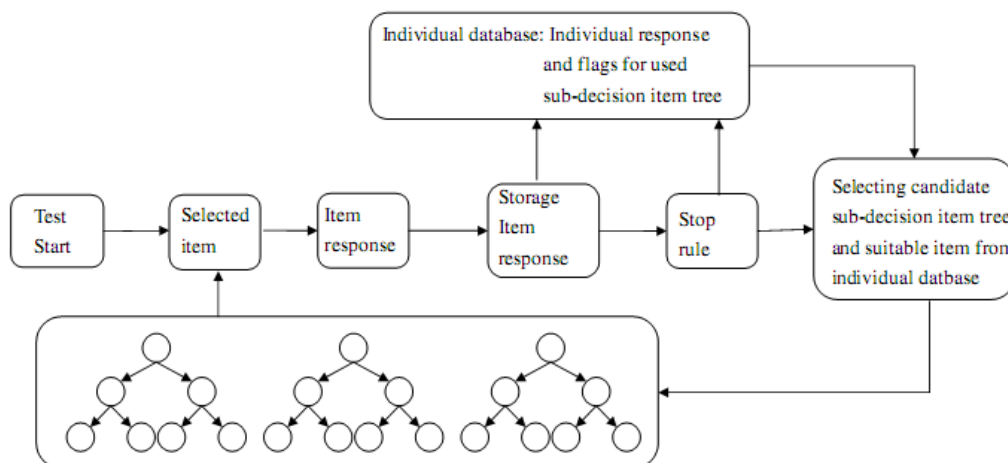 Individual database: Individual response
and flags for used
sub-decision item tree
Test
Start
Selected
item
Item
response
Storage
Item
response
Stop
rule
Selecting candidate
sub-decision item tree
and suitable item from
individual datbase